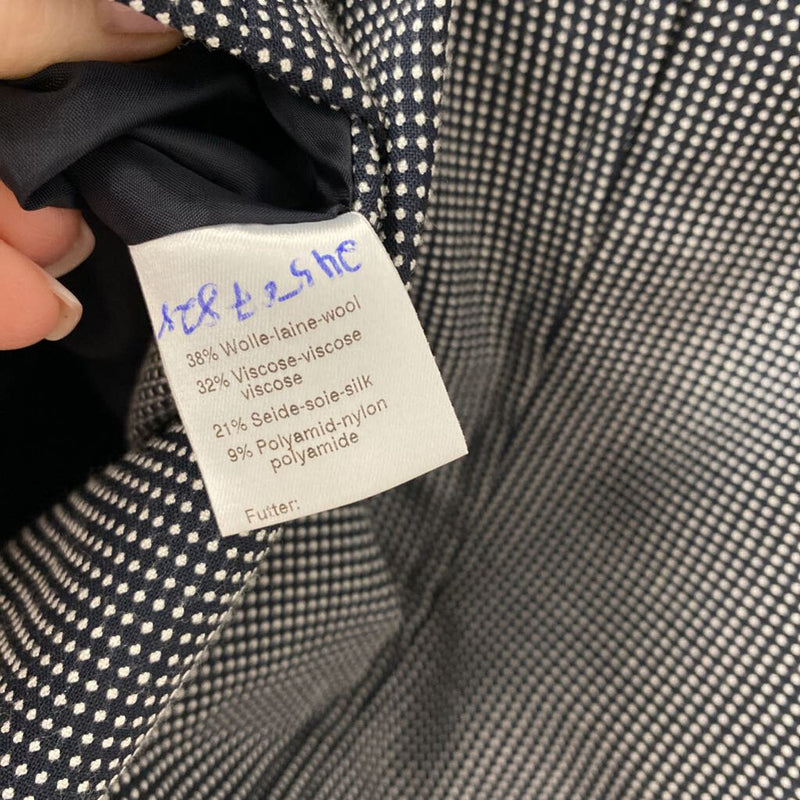 38% Wolle-laine-wool
32% Viscose-viscose
viscose
21% Seide-soie-silk
9% Polyamid-nylon
polyamide
Futter: